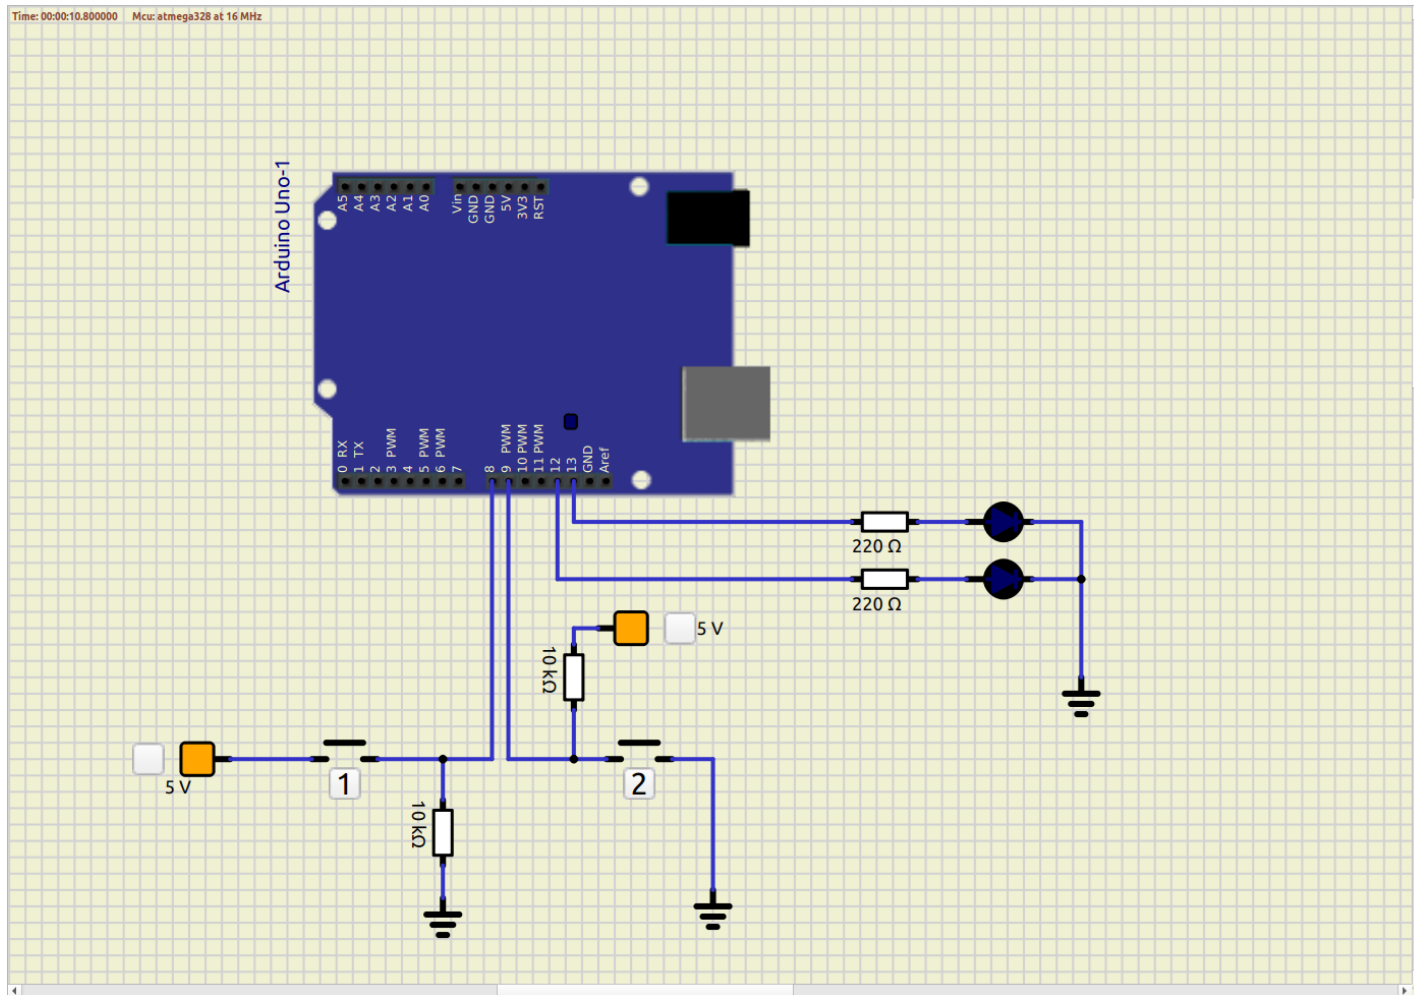 Time: 00:00:10.800000 Mcu: atmega328 at 16 MHz
Arduino Uno-1
A5 A4 A3 A2 A1 A0 Vin GND GND 5V 3V3 RST
0 RX
1 TX
2
3 PWM
4
5 PWM
6 PWM
7
8
9 PWM
10 PWM
11 PWM
12
13
GND
Aref
220 Ω
220 Ω
5 V
10 kΩ
5 V
1
2
10 kΩ